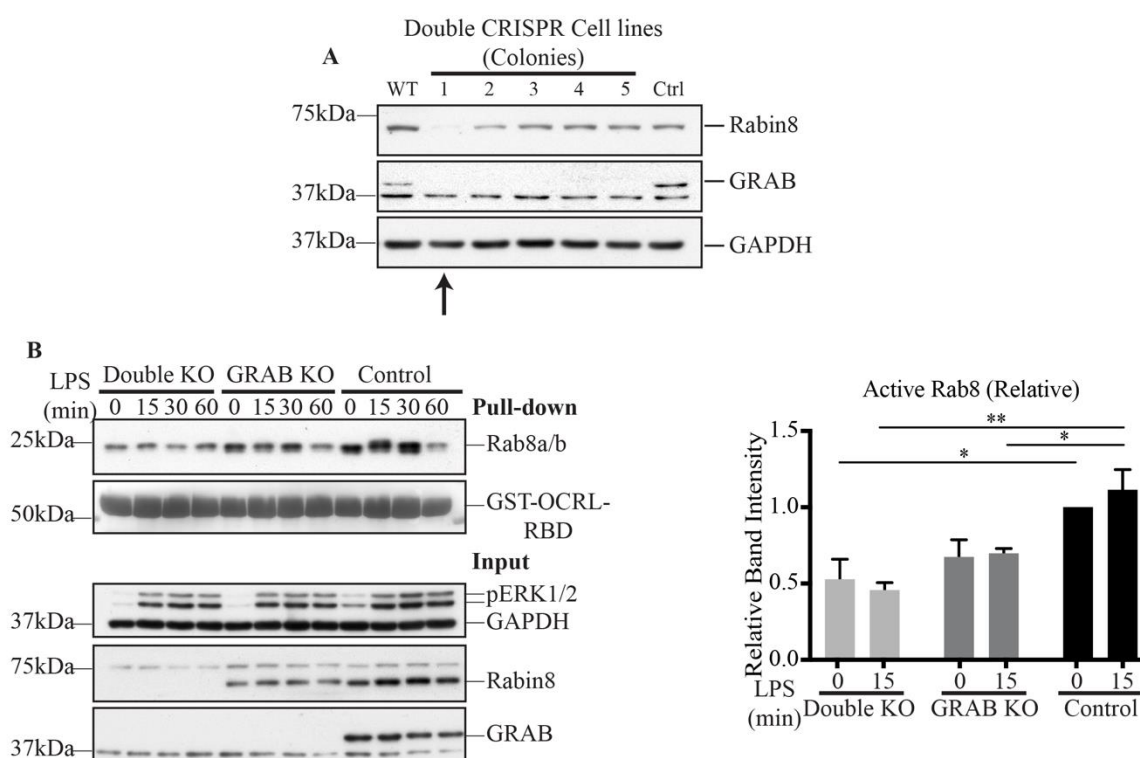 Double CRISPR Cell lines
(Colonies)
A
WT 1 2 3 4 5 Ctrl
75kDa
Rabin8
GRAB
37kDa
37kDa
GAPDH
B
LPS Double KO GRAB KO Control
(min) 0 15 30 60 0 15 30 60 0 15 30 60 Pull-down
25kDa
Rab8a/b
50kDa
GST-OCRL-
RBD
Input
pERK1/2
37kDa GAPDH
75kDa
Rabin8
GRAB
37kDa
Active Rab8 (Relative)
**
*
*
Relative Band Intensity
1.5
1.0
0.5
0.0
LPS 0 15 0 15 0 15
(min) Double KO GRAB KO Control